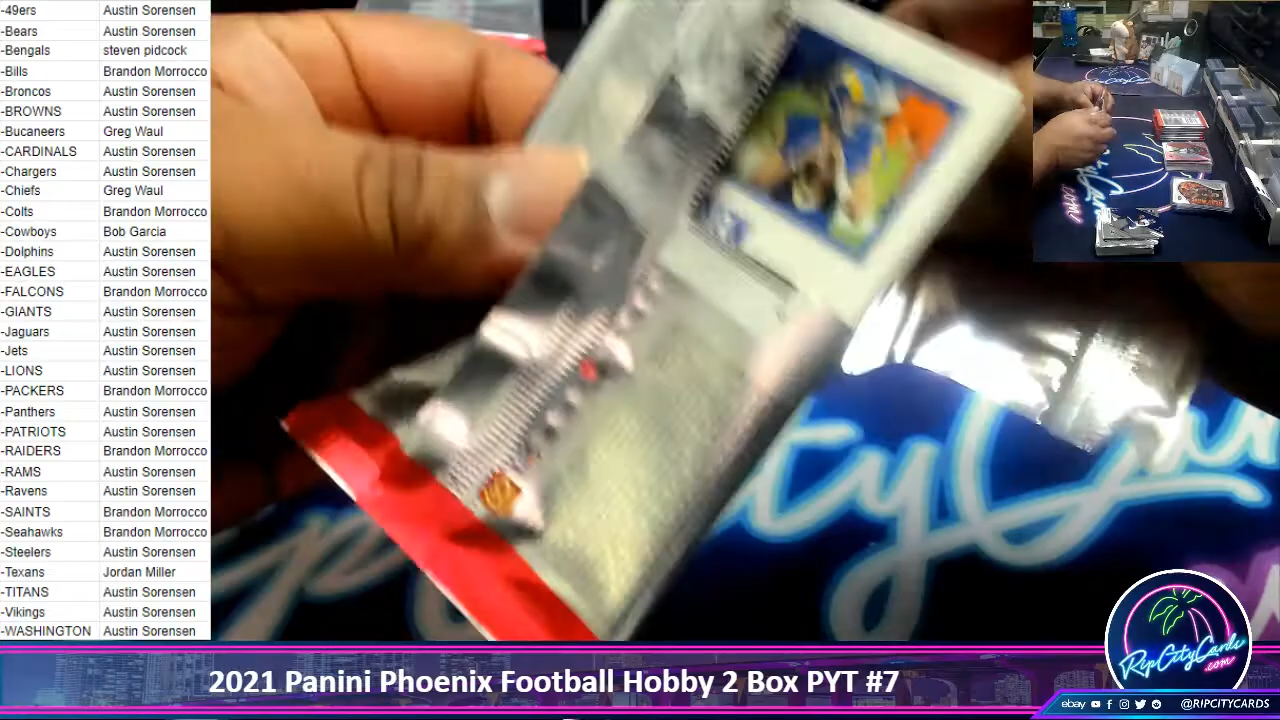 -49ers Austin Sorensen
-Bears Austin Sorensen
-Bengals steven pidcock
-Bills Brandon Morrocco
-Broncos Austin Sorensen
-BROWNS Austin Sorensen
-Bucaneers Greg Waul
-CARDINALS Austin Sorensen
-Chargers Austin Sorensen
-Chiefs Greg Waul
-Colts Brandon Morrocco
-Cowboys Bob Garcia
-Dolphins Austin Sorensen
-EAGLES Austin Sorensen
-FALCONS Brandon Morrocco
-GIANTS Austin Sorensen
-Jaguars Austin Sorensen
-Jets Austin Sorensen
-LIONS Austin Sorensen
-PACKERS Brandon Morrocco
-Panthers Austin Sorensen
-PATRIOTS Austin Sorensen
-RAIDERS Brandon Morrocco
-RAMS Austin Sorensen
-Ravens Austin Sorensen
-SAINTS Brandon Morrocco
-Seahawks Brandon Morrocco
-Steelers Austin Sorensen
-Texans Jordan Miller
-TITANS Austin Sorensen
-Vikings Austin Sorensen
-WASHINGTON Austin Sorensen
2021 Panini Phoenix Football Hobby 2 Box PYT #7
RipCityCards
.com
ebay @RIPCITYCARDS